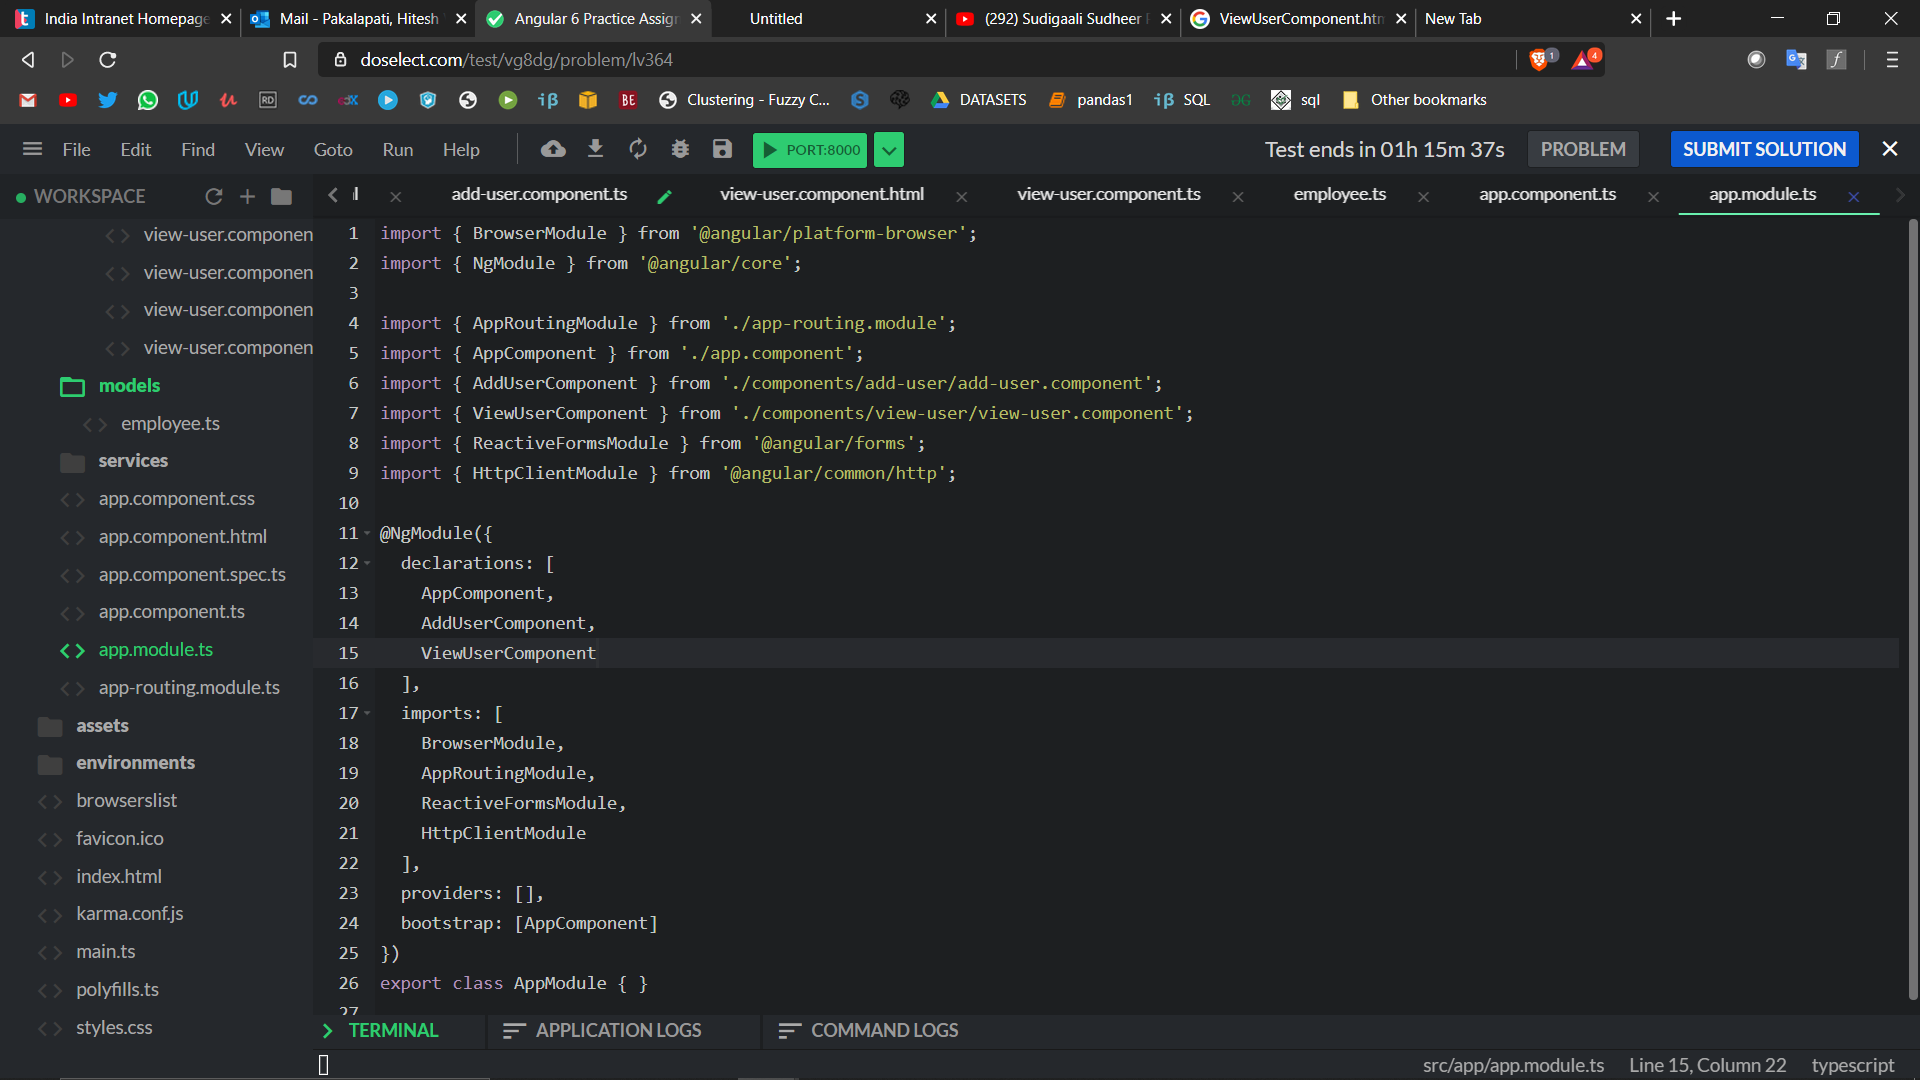 India Intranet Homepage
Mail - Pakalapati, Hitesh
Angular 6 Practice Assign
Untitled
(292) Sudigaali Sudheer
ViewUserComponent.htm
New Tab
doselect.com/test/vg8dg/problem/lv364
1
4
RD
BE
Clustering - Fuzzy C...
DATASETS
pandas1
SQL
sql
Other bookmarks
File Edit Find View Goto Run Help
PORT:8000
Test ends in 01h 15m 37s
PROBLEM
SUBMIT SOLUTION
WORKSPACE
add-user.component.ts
view-user.component.html
view-user.component.ts
employee.ts
app.component.ts
app.module.ts
view-user.componen
view-user.componen
view-user.componen
view-user.componen
models
employee.ts
services
app.component.css
app.component.html
app.component.spec.ts
app.component.ts
app.module.ts
app-routing.module.ts
assets
environments
browserslist
favicon.ico
index.html
karma.conf.js
main.ts
polyfills.ts
styles.css
1 import { BrowserModule } from '@angular/platform-browser';
2 import { NgModule } from '@angular/core';
3
4 import { AppRoutingModule } from './app-routing.module';
5 import { AppComponent } from './app.component';
6 import { AddUserComponent } from './components/add-user/add-user.component';
7 import { ViewUserComponent } from './components/view-user/view-user.component';
8 import { ReactiveFormsModule } from '@angular/forms';
9 import { HttpClientModule } from '@angular/common/http';
10
11 @NgModule({
12 declarations: [
13 AppComponent,
14 AddUserComponent,
15 ViewUserComponent
16 ],
17 imports: [
18 BrowserModule,
19 AppRoutingModule,
20 ReactiveFormsModule,
21 HttpClientModule
22 ],
23 providers: [],
24 bootstrap: [AppComponent]
25 })
26 export class AppModule { }
27
TERMINAL
APPLICATION LOGS
COMMAND LOGS
src/app/app.module.ts
Line 15, Column 22
typescript